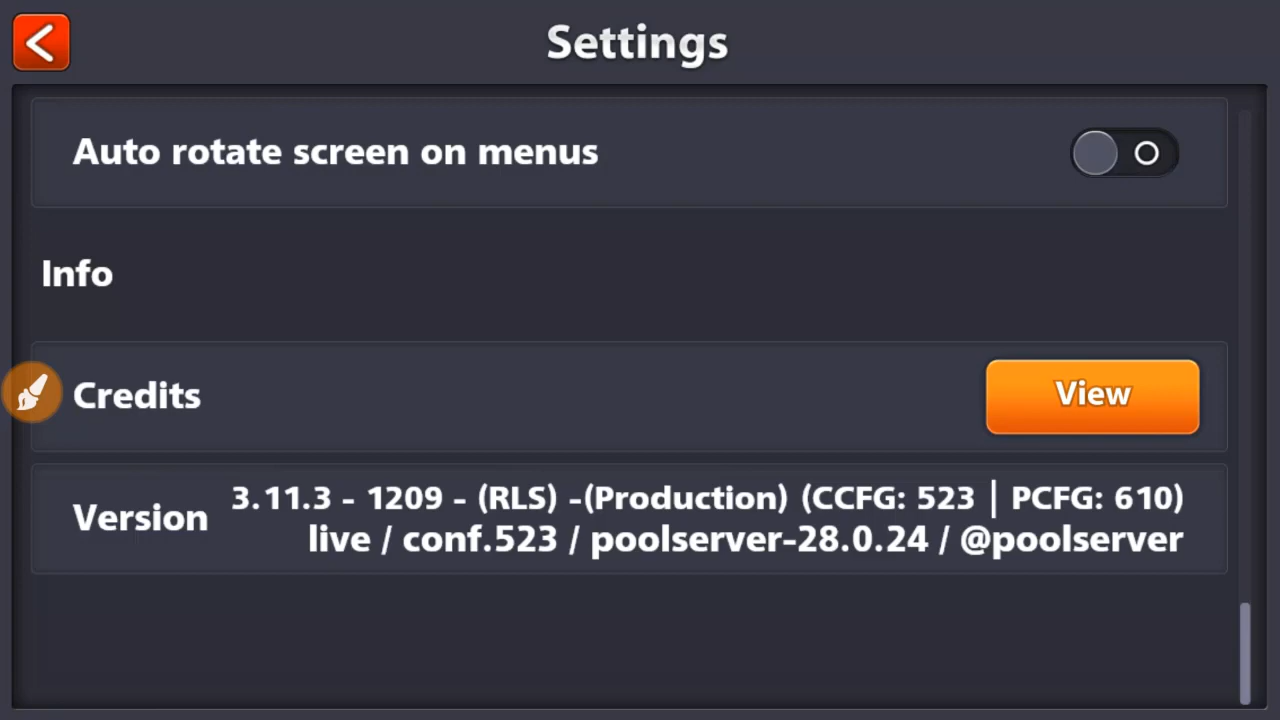 Settings
Auto rotate screen on menus
Info
Credits
View
Version
3.11.3 - 1209 - (RLS) -(Production) (CCFG: 523 | PCFG: 610)
live / conf.523 / poolserver-28.0.24 / @poolserver